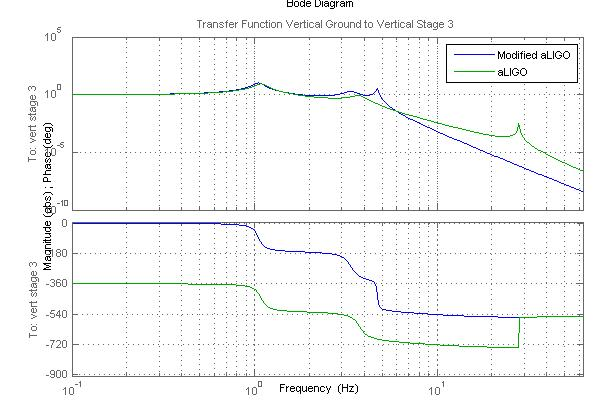 Bode Diagram
Transfer Function Vertical Ground to Vertical Stage 3
10^5
10^0
10^-5
10^-10
Modified aLIGO
aLIGO
To: vert stage 3
Magnitude (abs) ; Phase (deg)
To: vert stage 3
0
-180
-360
-540
-720
-900
10^-1
10^0
10^1
Frequency (Hz)